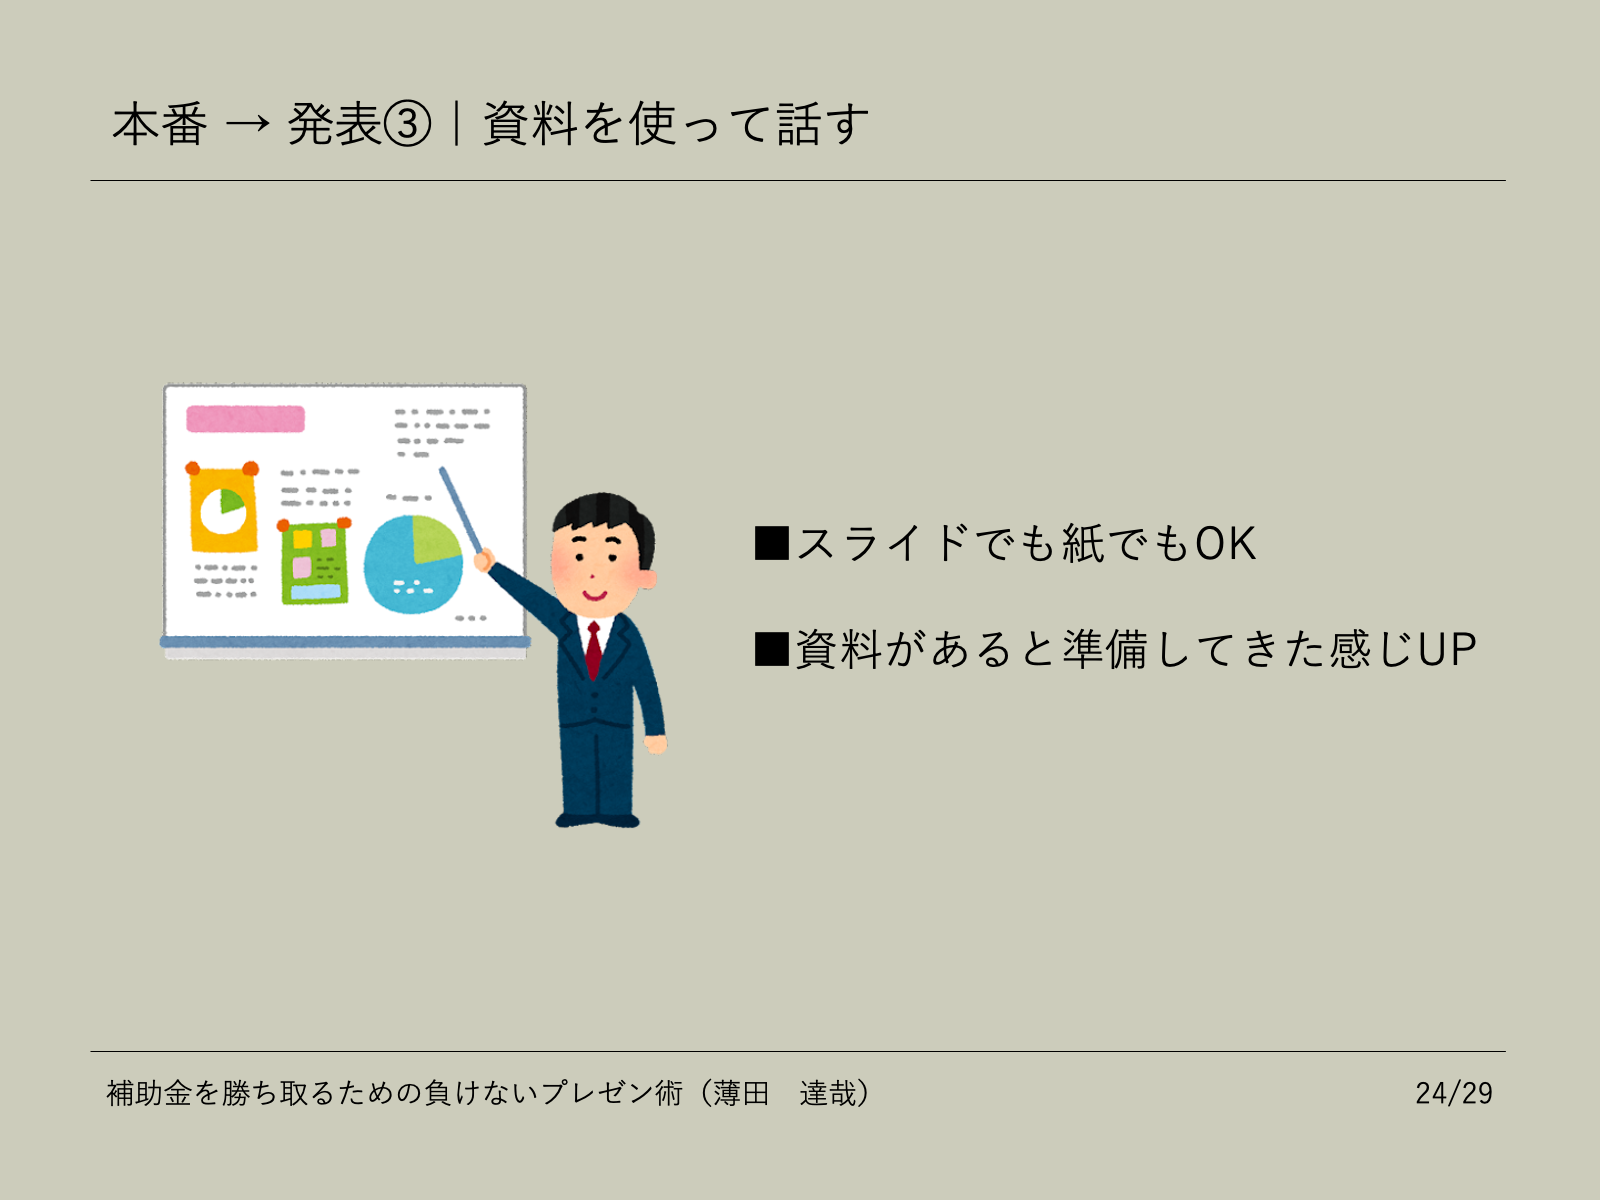 本番 → 発表③｜資料を使って話す
■スライドでも紙でもOK
■資料があると準備してきた感じUP
補助金を勝ち取るための負けないプレゼン術（薄田　達哉）
24/29